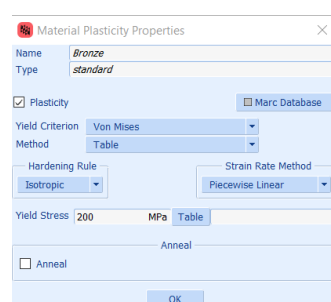 Material Plasticity Properties
Name Bronze
Type standard
Plasticity Marc Database
Yield Criterion Von Mises
Method Table
Hardening Rule Strain Rate Method
Isotropic Piecewise Linear
Yield Stress 200 MPa Table
Anneal
Anneal
OK